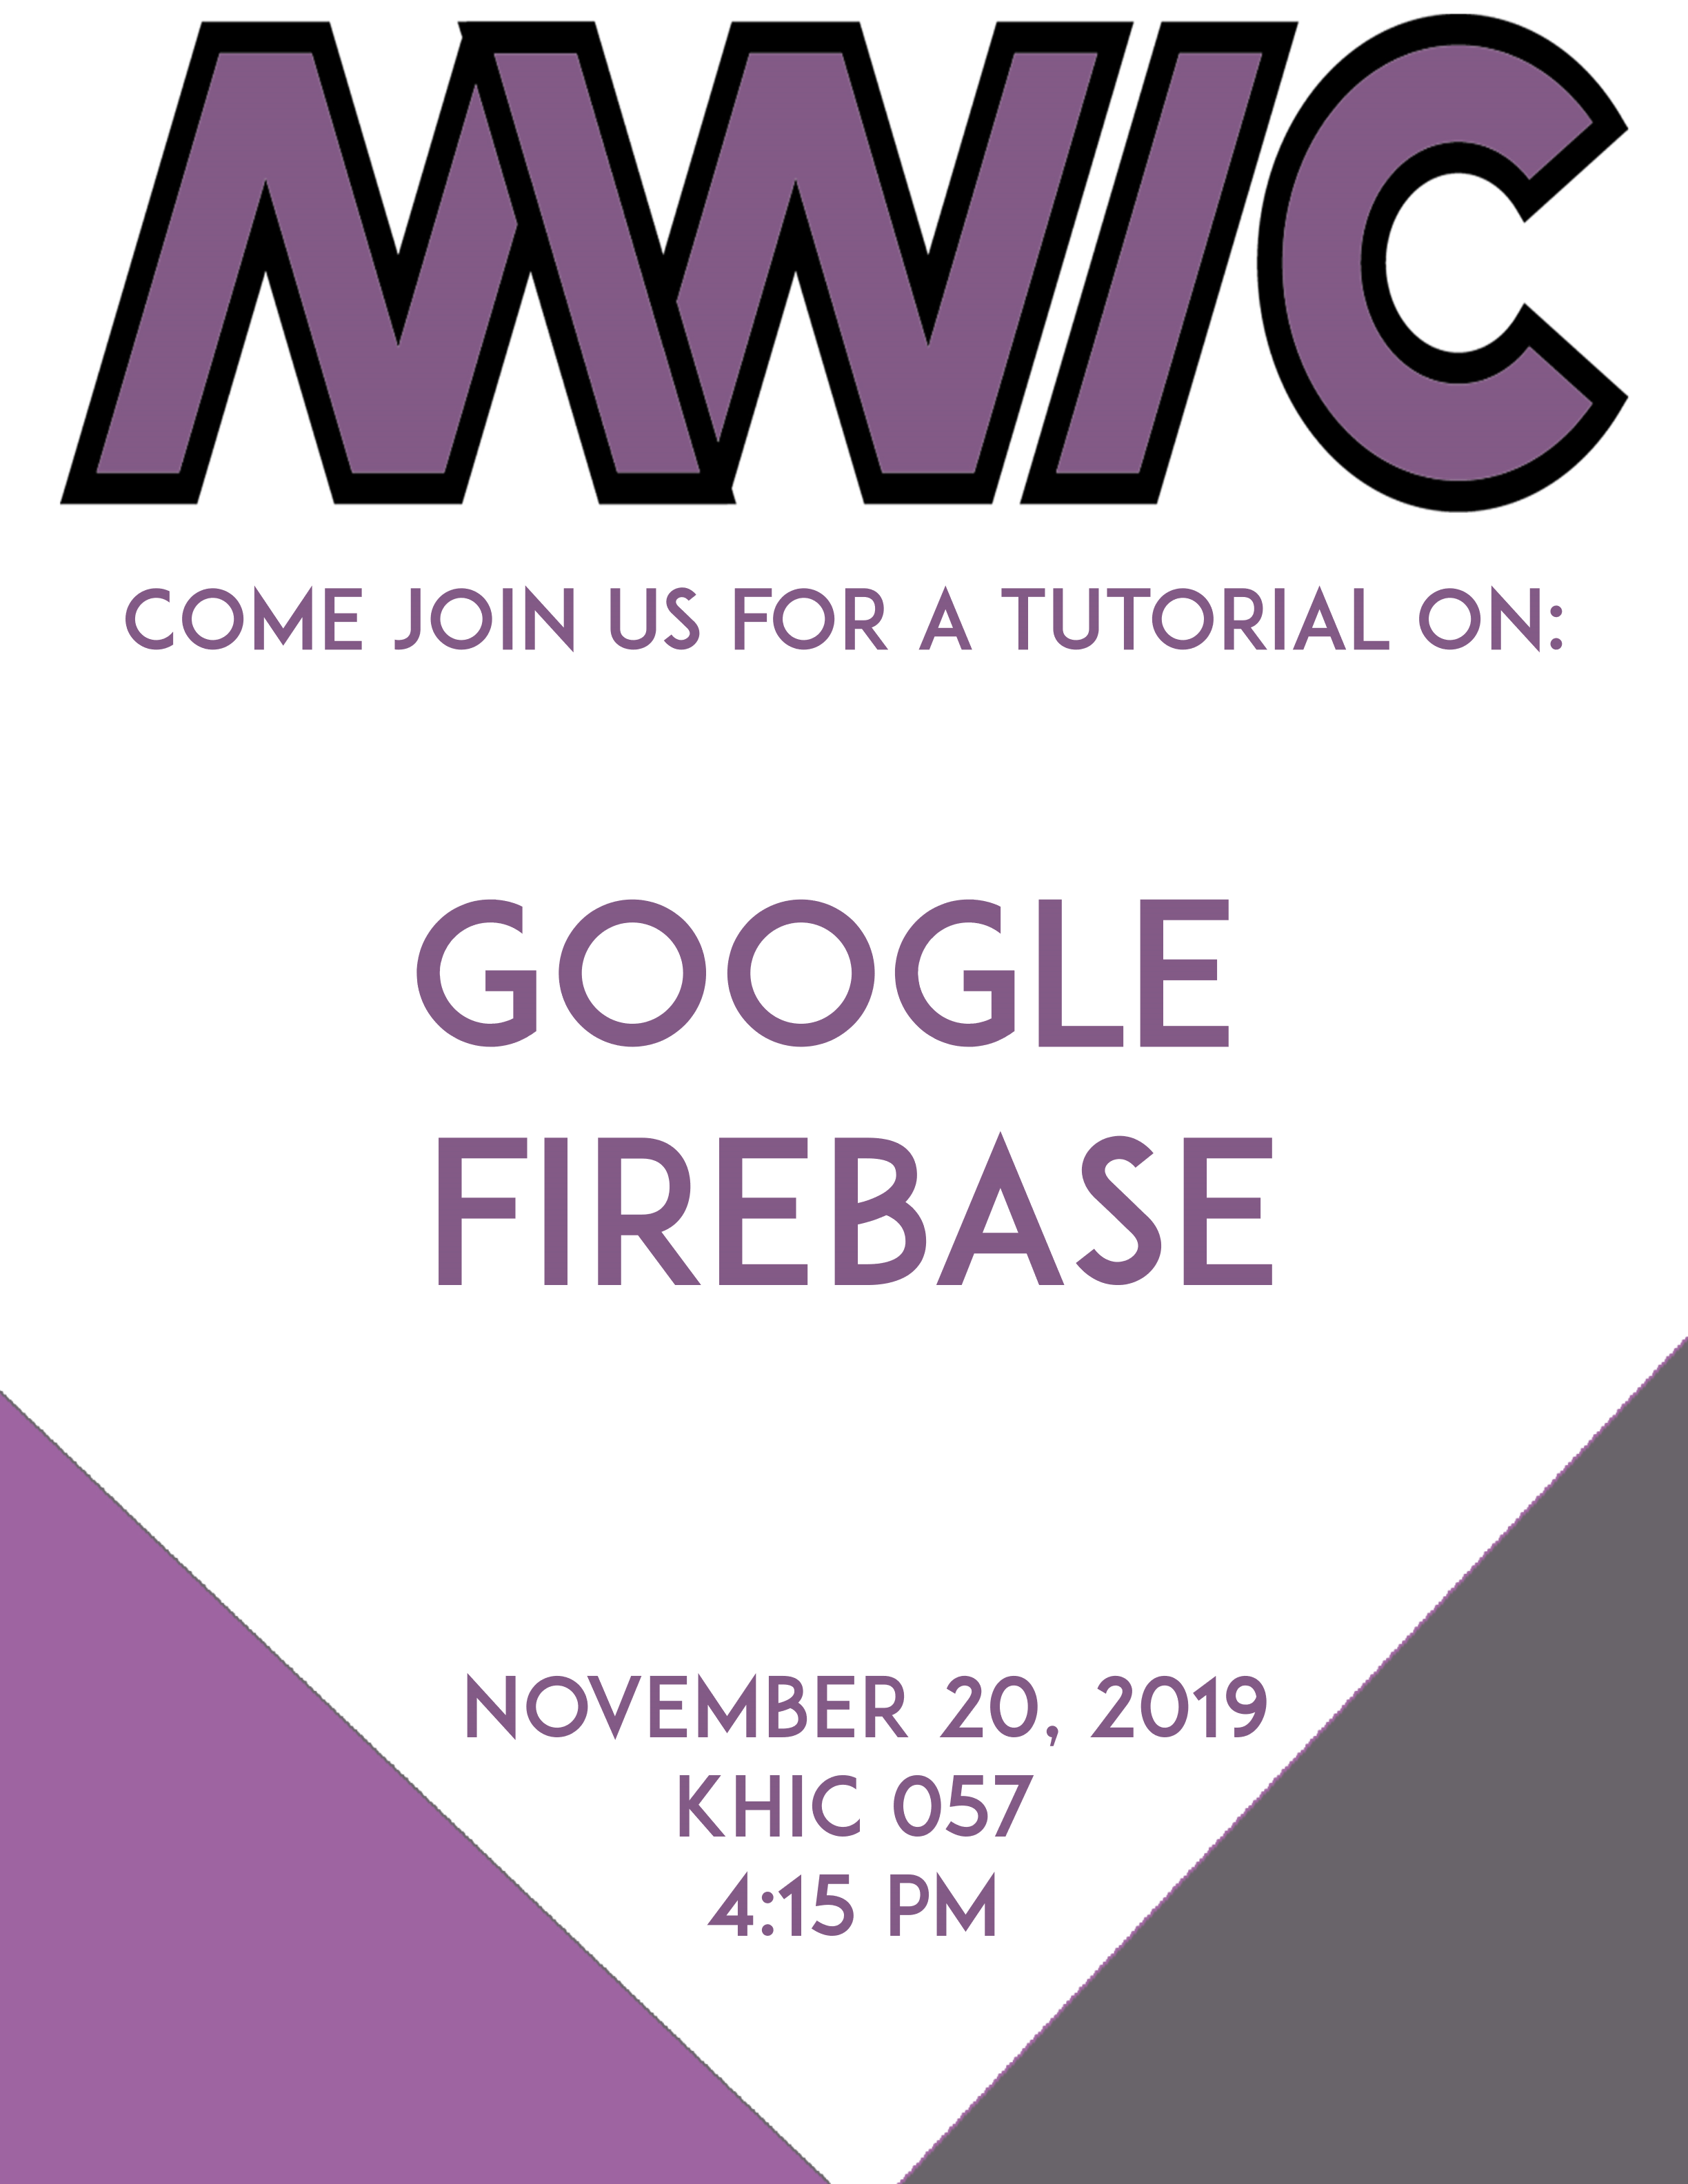 MWIC
COME JOIN US FOR A TUTORIAL ON:
GOOGLE
FIREBASE
NOVEMBER 20, 2019
KHIC 057
4:15 PM